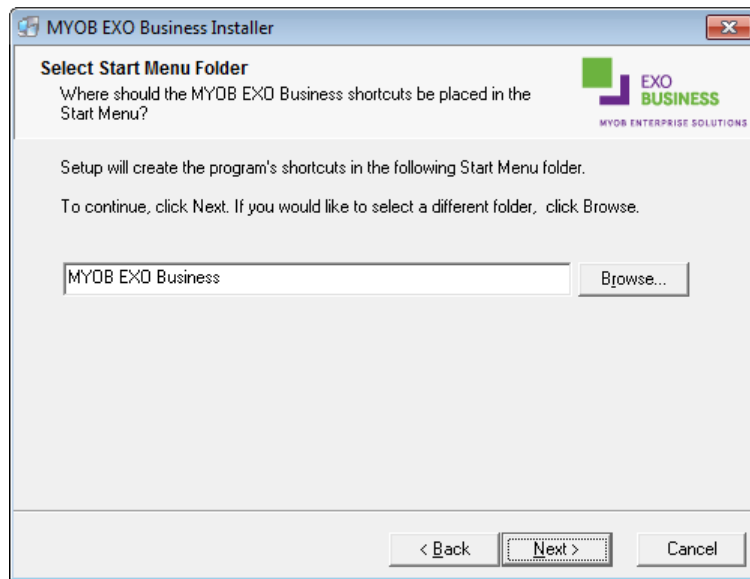 MYOB EXO Business Installer
Select Start Menu Folder
Where should the MYOB EXO Business shortcuts be placed in the
Start Menu?
EXO
BUSINESS
MYOB ENTERPRISE SOLUTIONS
Setup will create the program's shortcuts in the following Start Menu folder.
To continue, click Next. If you would like to select a different folder, click Browse.
MYOB EXO Business
Browse...
< Back
Next >
Cancel